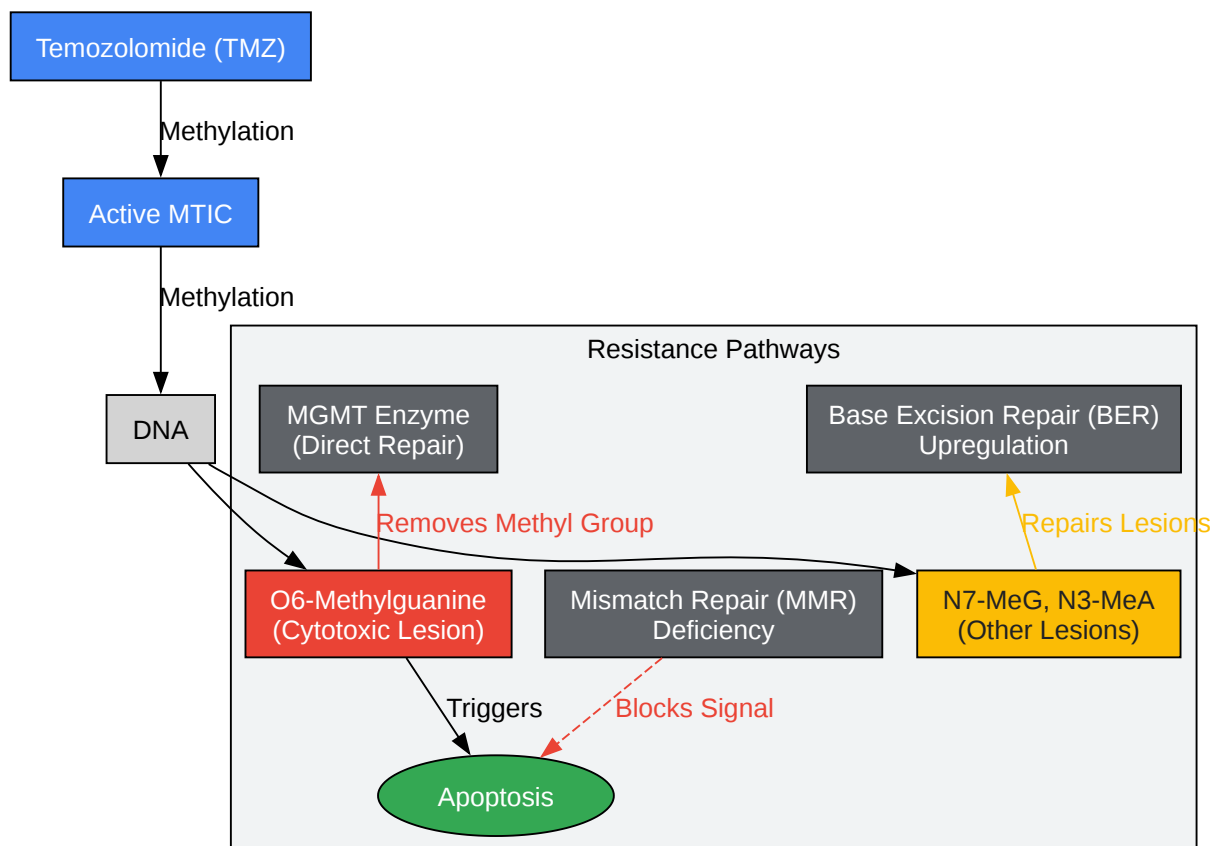 Temozolomide (TMZ)
Methylation
Active MTIC
Methylation
Resistance Pathways
DNA
MGMT Enzyme
(Direct Repair)
Base Excision Repair (BER)
Upregulation
Removes Methyl Group
Repairs Lesions
O6-Methylguanine
(Cytotoxic Lesion)
Mismatch Repair (MMR)
Deficiency
N7-MeG, N3-MeA
(Other Lesions)
Triggers
Blocks Signal
Apoptosis